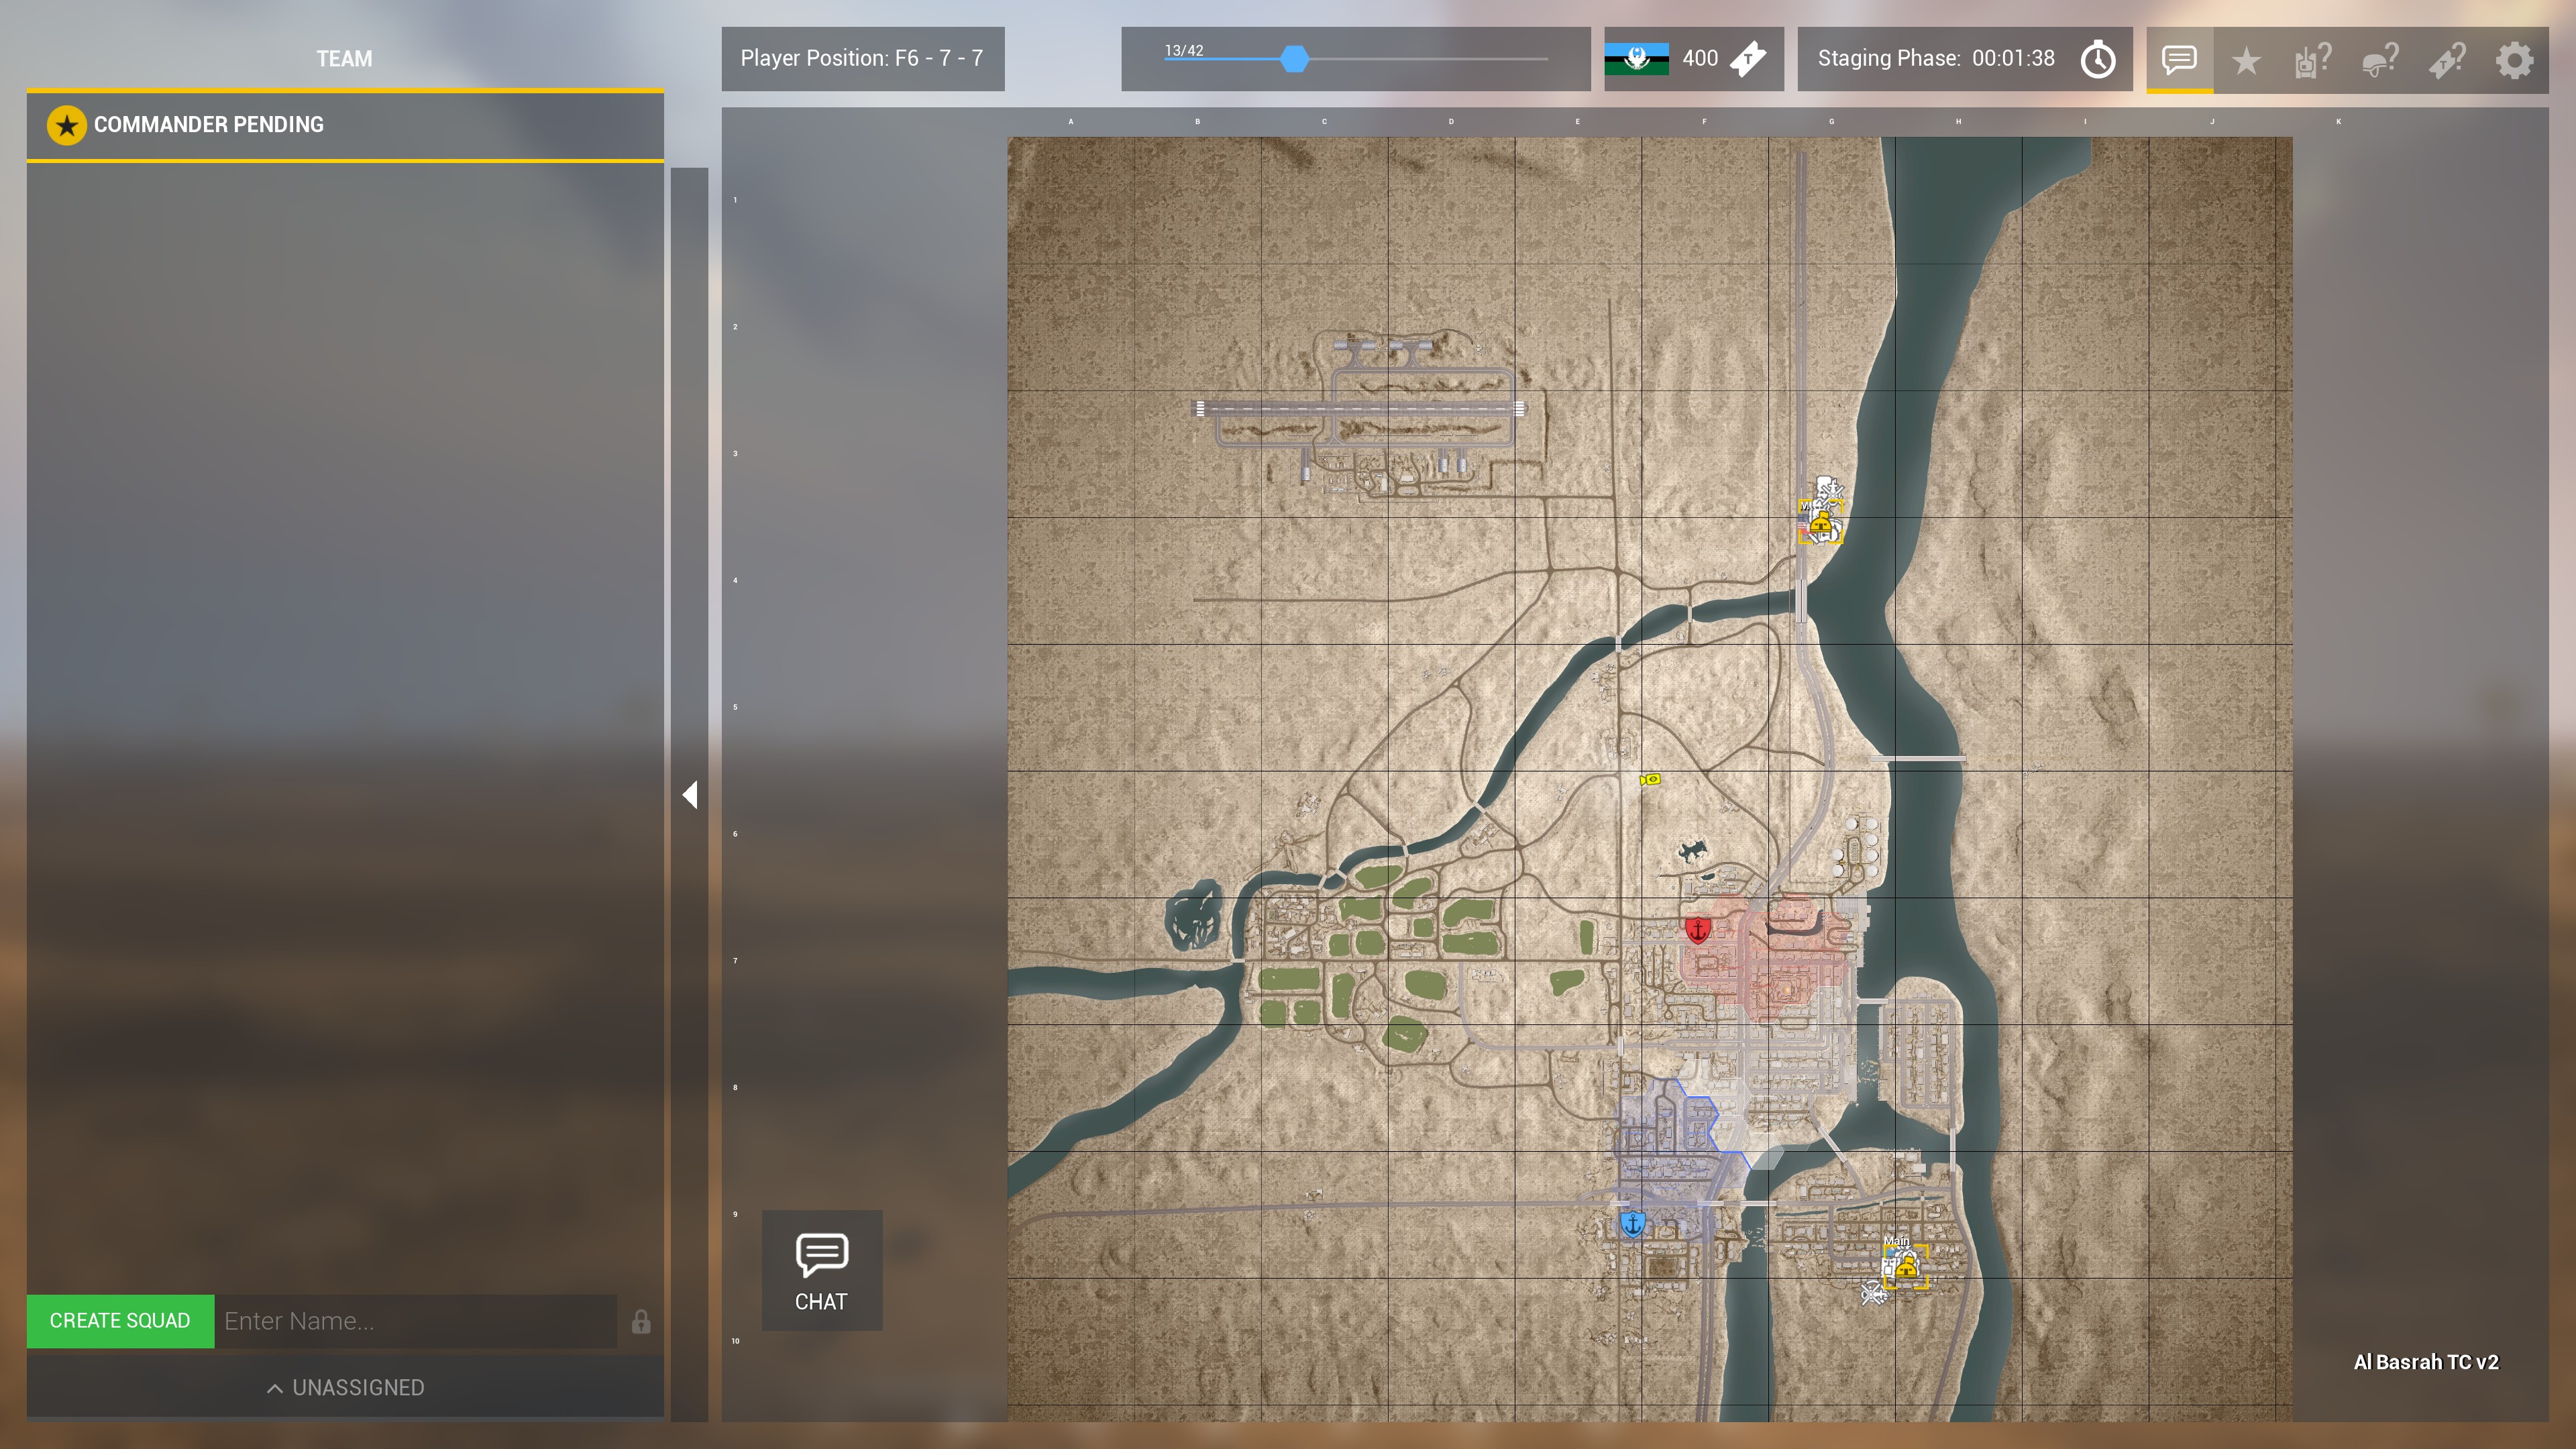 TEAM
Player Position: F6 - 7 - 7
13/42
400
Staging Phase: 00:01:38
COMMANDER PENDING
A B C D E F G H I J K
1
2
3
4
5
6
7
8
9
10
Main
CHAT
CREATE SQUAD Enter Name...
UNASSIGNED
Al Basrah TC v2